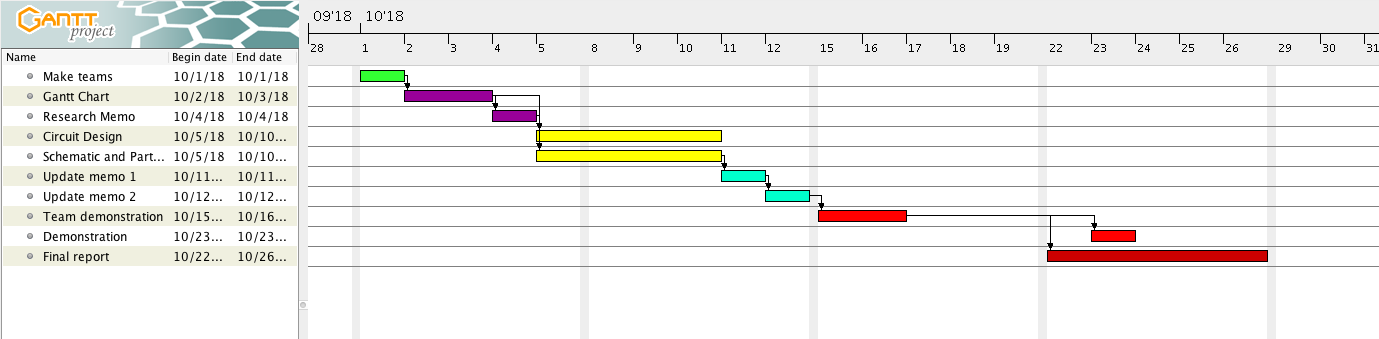 GANTT
project
09'18 10'18
28 1 2 3 4 5 8 9 10 11 12 15 16 17 18 19 22 23 24 25 26 29 30 31
Name Begin date End date
Make teams 10/1/18 10/1/18
Gantt Chart 10/2/18 10/3/18
Research Memo 10/4/18 10/4/18
Circuit Design 10/5/18 10/10...
Schematic and Part... 10/5/18 10/10...
Update memo 1 10/11... 10/11...
Update memo 2 10/12... 10/12...
Team demonstration 10/15... 10/16...
Demonstration 10/23... 10/23...
Final report 10/22... 10/26...